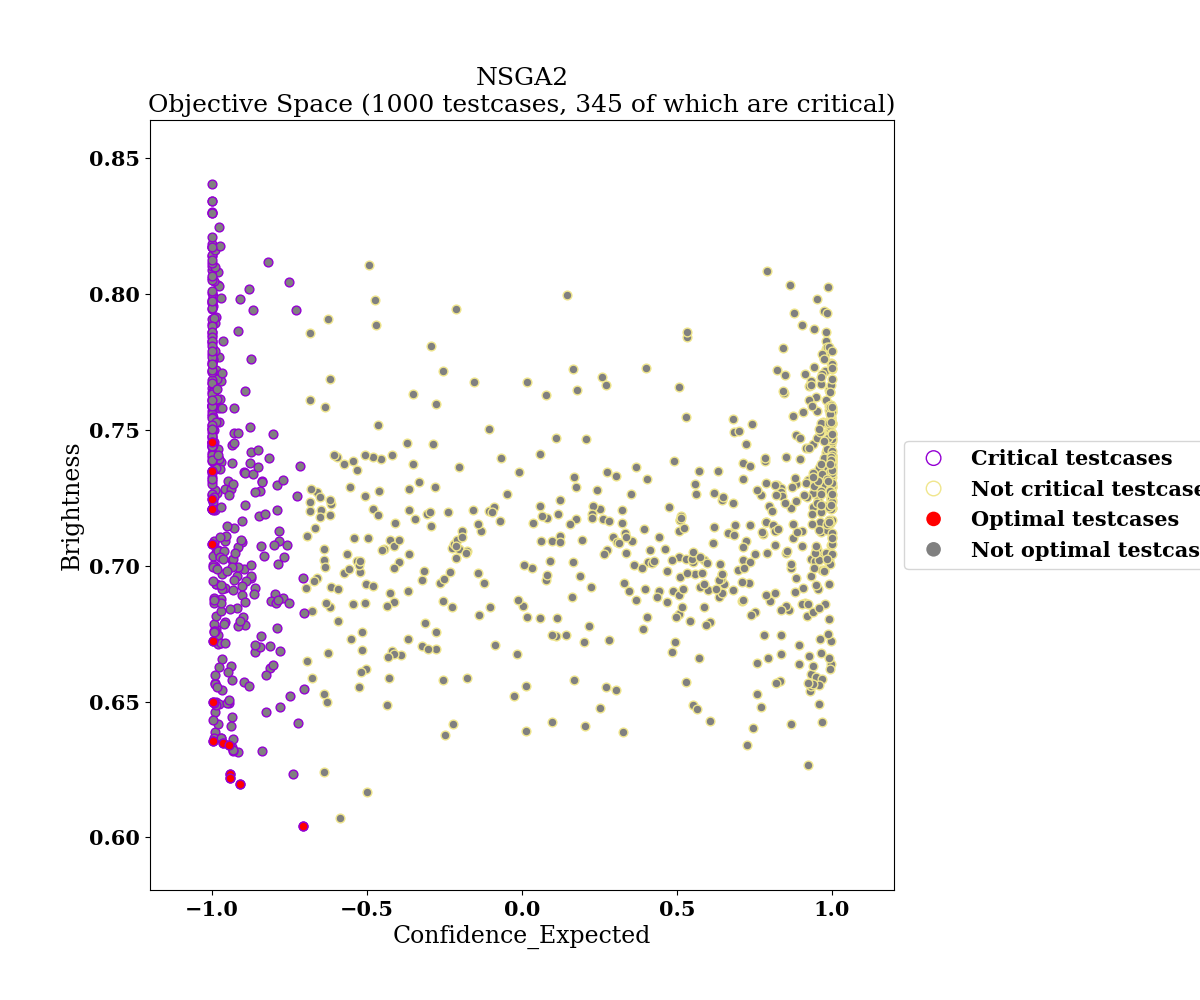 NSGA2
Objective Space (1000 testcases, 345 of which are critical)
0.85
0.80
0.75
0.70
0.65
0.60
Brightness
−1.0
−0.5
0.0
0.5
1.0
Confidence_Expected
Critical testcases
Not critical testcase
Optimal testcases
Not optimal testcas